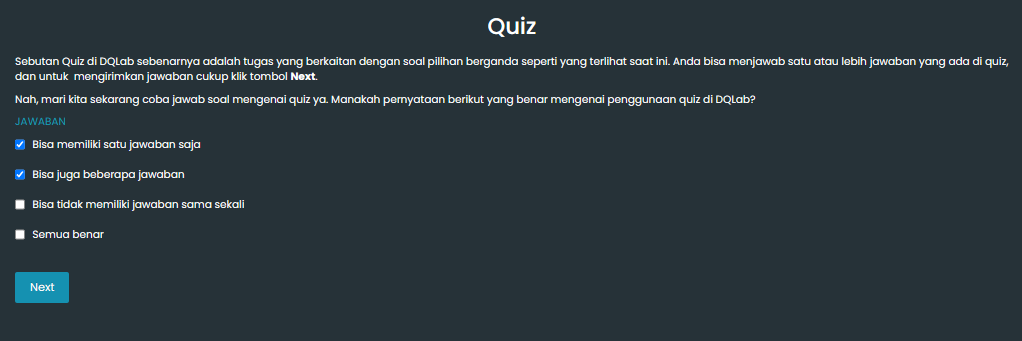 Quiz
Sebutan Quiz di DQLab sebenarnya adalah tugas yang berkaitan dengan soal pilihan berganda seperti yang terlihat saat ini. Anda bisa menjawab satu atau lebih jawaban yang ada di quiz,
dan untuk mengirimkan jawaban cukup klik tombol Next.
Nah, mari kita sekarang coba jawab soal mengenai quiz ya. Manakah pernyataan berikut yang benar mengenai penggunaan quiz di DQLab?
JAWABAN
Bisa memiliki satu jawaban saja
Bisa juga beberapa jawaban
Bisa tidak memiliki jawaban sama sekali
Semua benar
Next